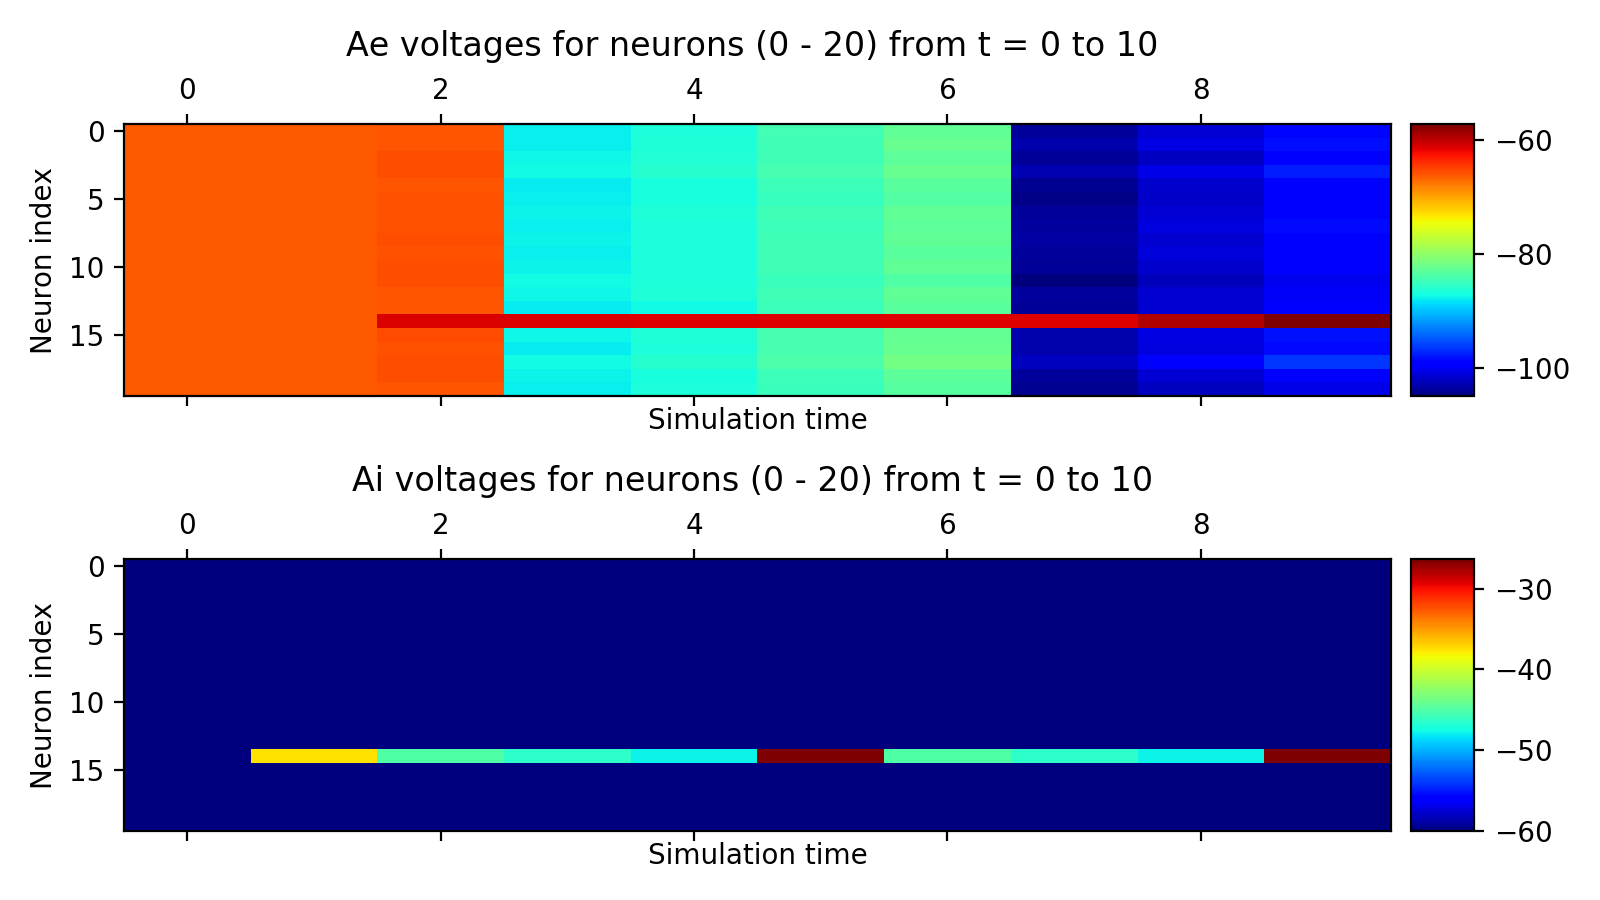 Ae voltages for neurons (0 - 20) from t = 0 to 10
0 2 4 6 8
0
5
10
15
Neuron index
−60
−80
−100
Simulation time
Ai voltages for neurons (0 - 20) from t = 0 to 10
0 2 4 6 8
0
5
10
15
Neuron index
−30
−40
−50
−60
Simulation time